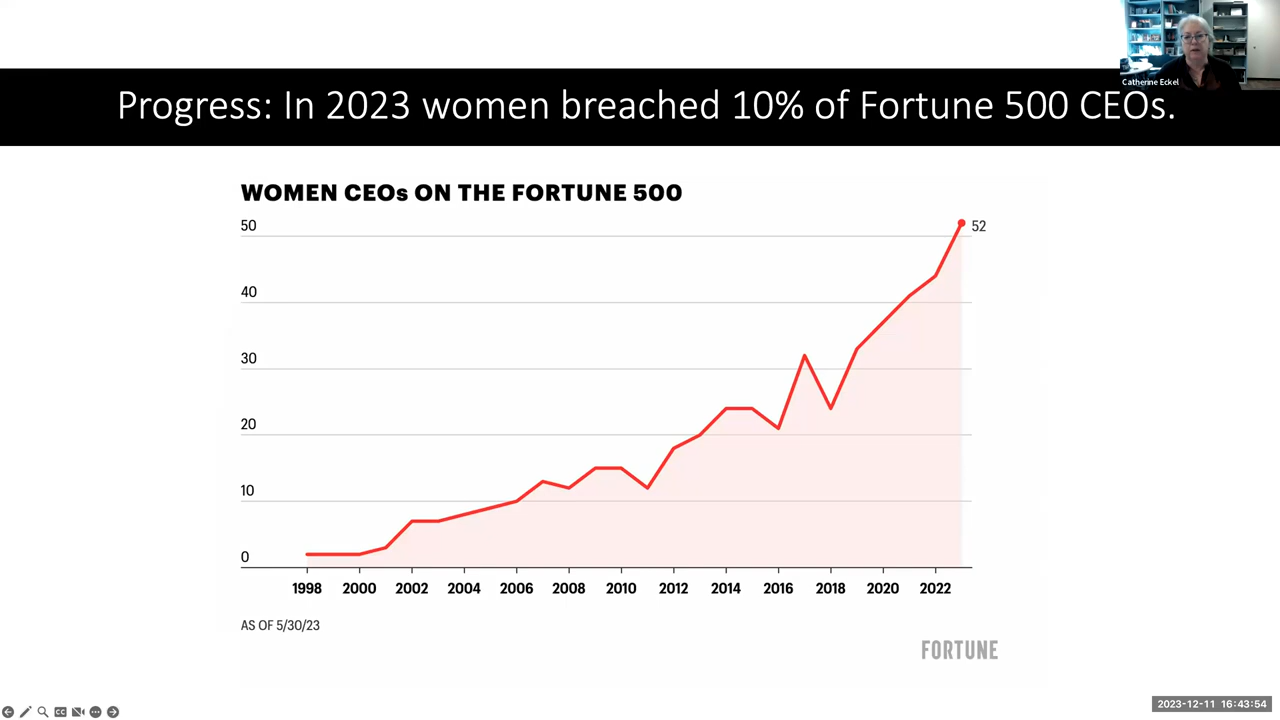 Catherine Eckel
Progress: In 2023 women breached 10% of Fortune 500 CEOs.
WOMEN CEOs ON THE FORTUNE 500
50
52
40
30
20
10
0
1998 2000 2002 2004 2006 2008 2010 2012 2014 2016 2018 2020 2022
AS OF 5/30/23
FORTUNE
CC
2023-12-11 16:43:54